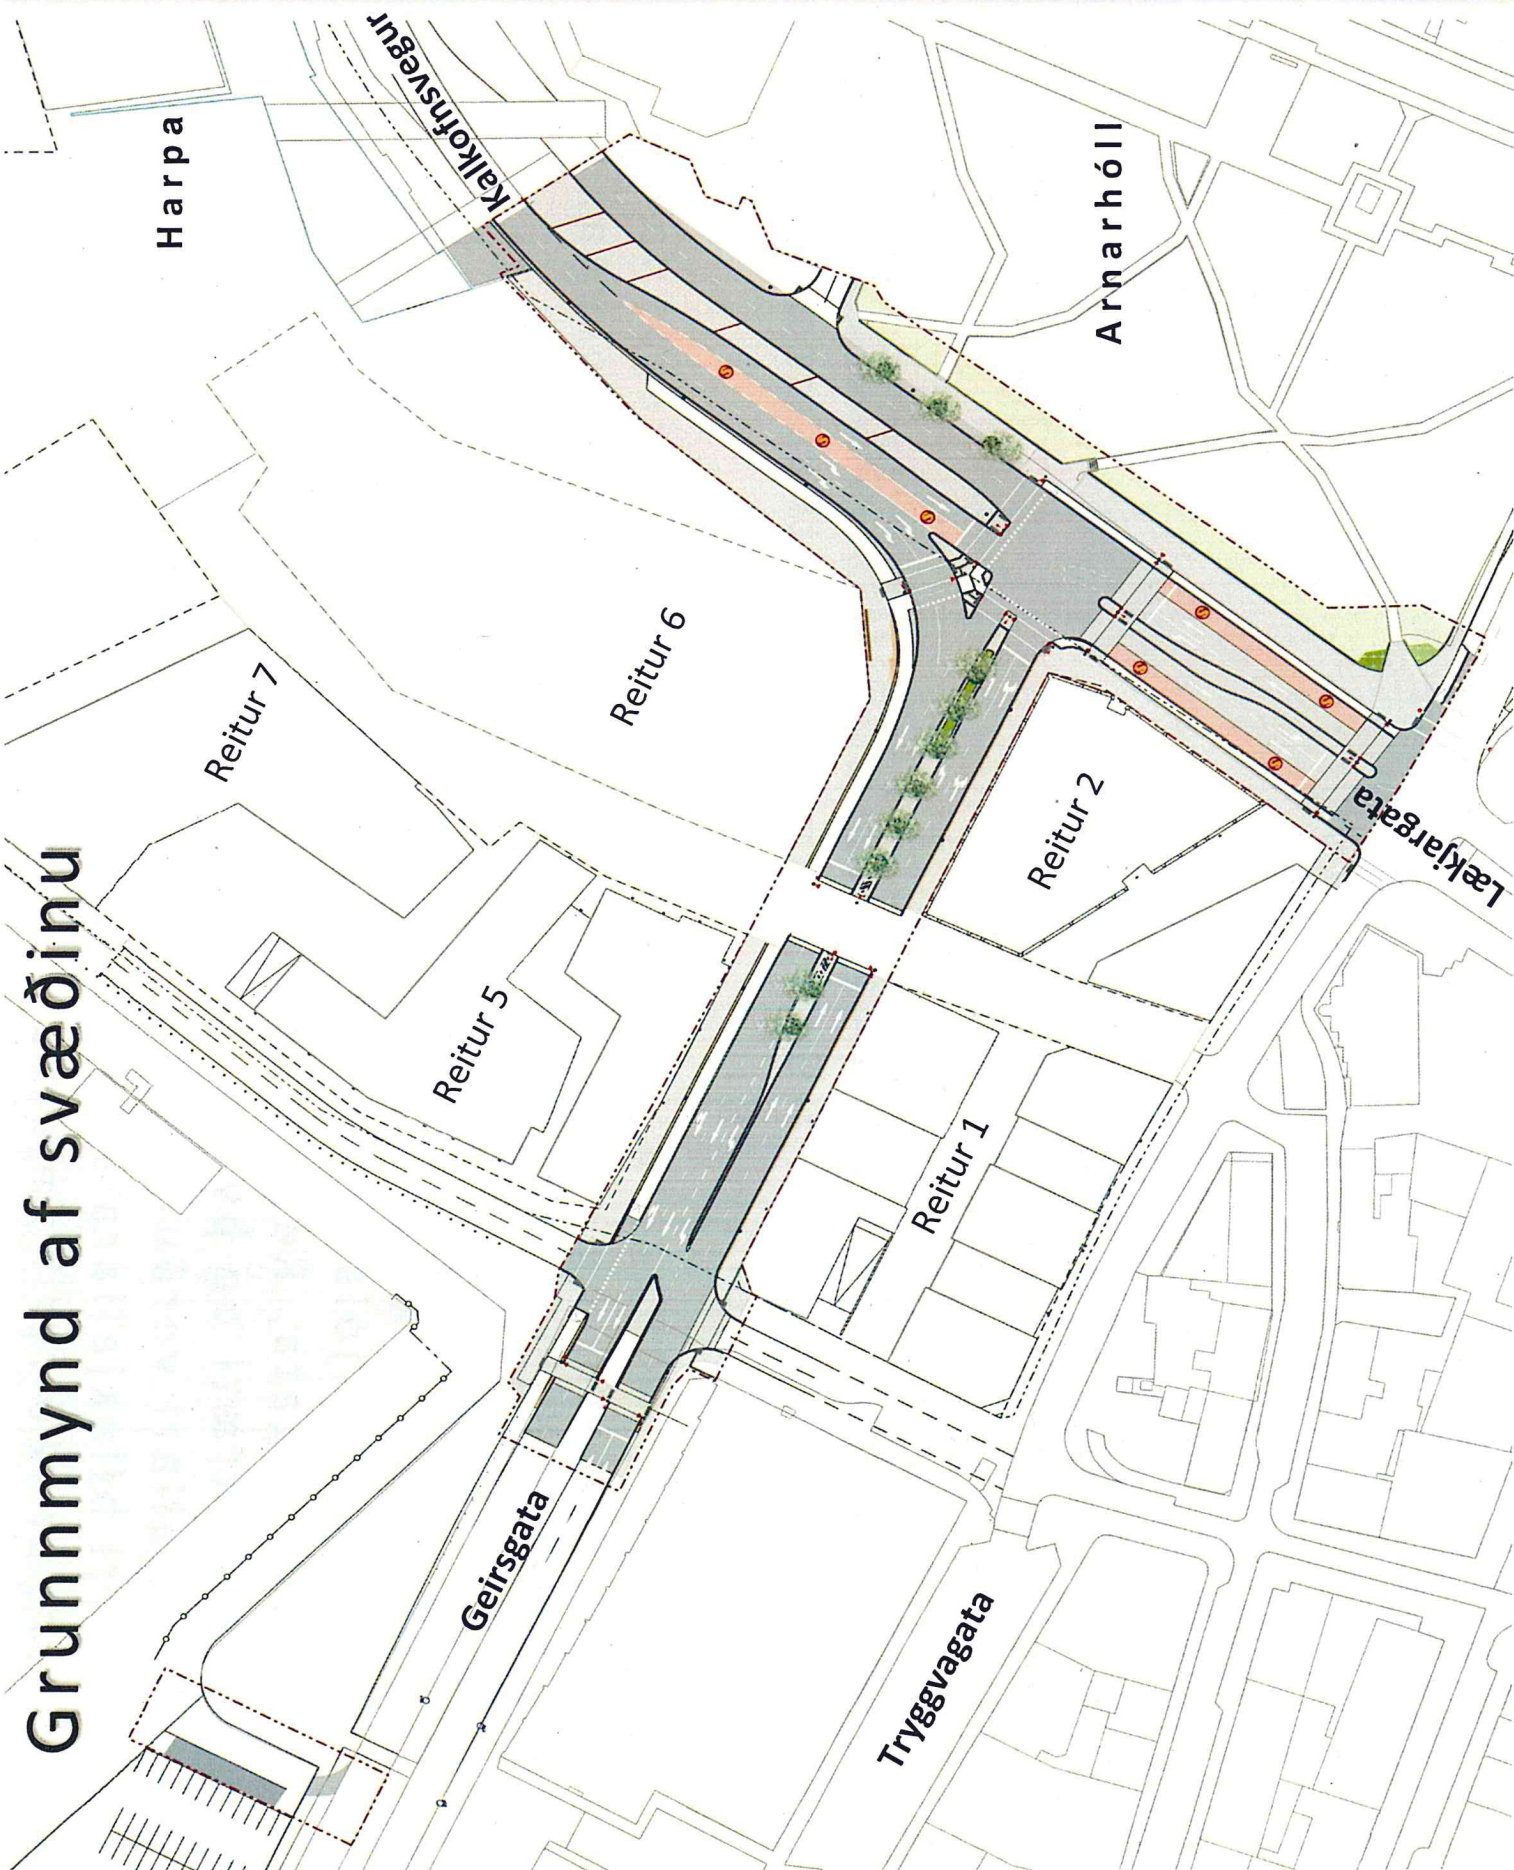 Grunnmynd af svæðinu
Harpa
Kalkofnsvegur
Arnarhóll
Reitur 7
Reitur 6
Reitur 5
Reitur 2
Reitur 1
Lækjargata
Geirsgata
Tryggvagata
S
S
S
S
S
S
S